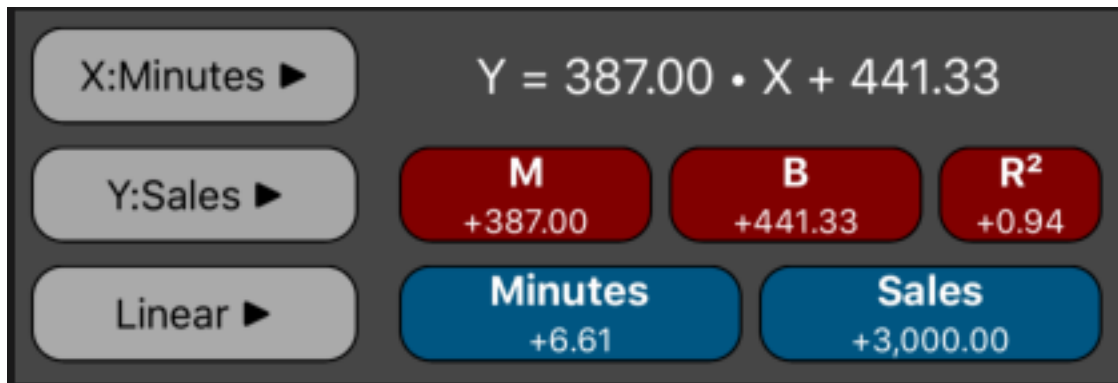 X:Minutes ▶
Y = 387.00 • X + 441.33
Y:Sales ▶
M
+387.00
B
+441.33
R²
+0.94
Linear ▶
Minutes
+6.61
Sales
+3,000.00